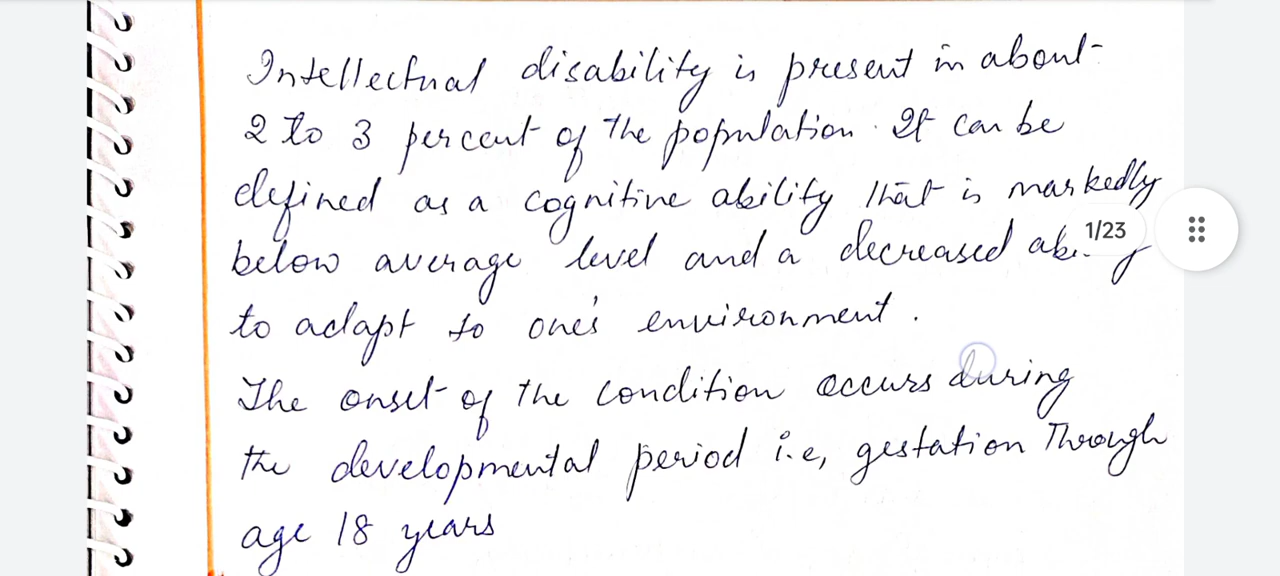 Intellectual disability is present in about
2 to 3 percent of the population. It can be
defined as a cognitive ability that is markedly
below average level and a decreased
to adapt to one's environment.
The onset of the condition occurs during
the developmental period i.e, gestation Through
age 18 years
1/23